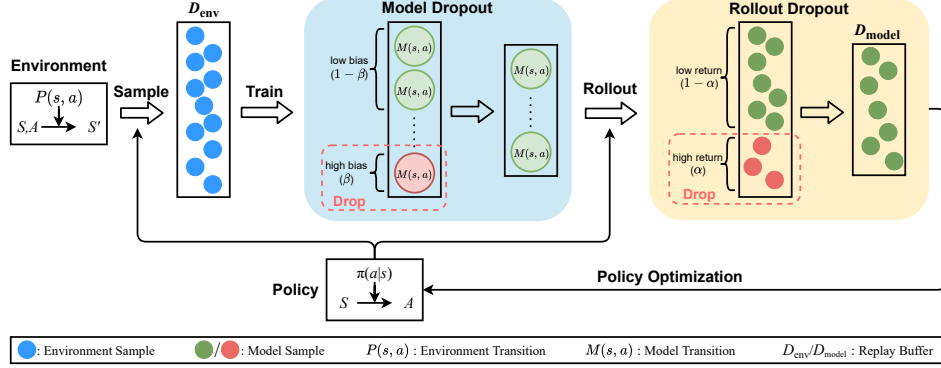 D_env
Model Dropout
Rollout Dropout
Environment
P(s, a)
S,A
S′
Sample
Train
low bias
(1 − β)
M(s, a)
M(s, a)
......
high bias
(β)
M(s, a)
Drop
M(s, a)
......
M(s, a)
Rollout
low return
(1 − α)
high return
(α)
Drop
D_model
Policy
π(a|s)
S
A
Policy Optimization
: Environment Sample
/ : Model Sample
P(s, a) : Environment Transition
M(s, a) : Model Transition
D_env/D_model : Replay Buffer